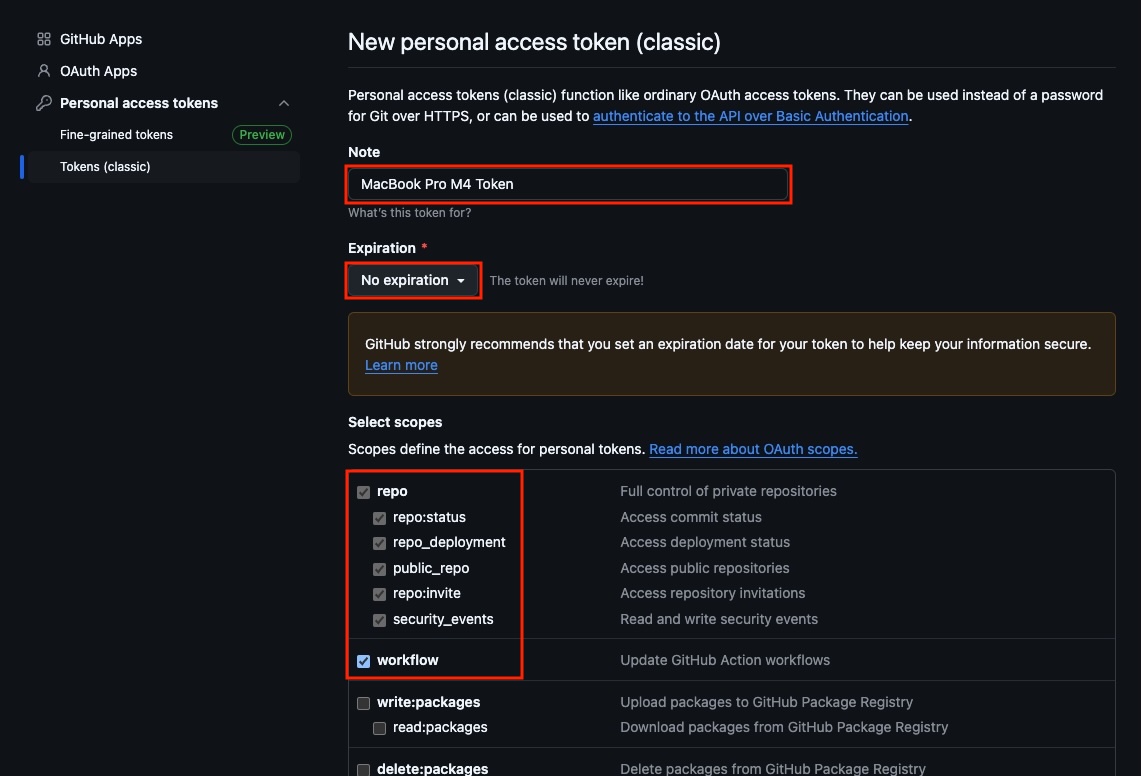 GitHub Apps
OAuth Apps
Personal access tokens
Fine-grained tokens Preview
Tokens (classic)
New personal access token (classic)
Personal access tokens (classic) function like ordinary OAuth access tokens. They can be used instead of a password
for Git over HTTPS, or can be used to authenticate to the API over Basic Authentication.
Note
MacBook Pro M4 Token
What's this token for?
Expiration *
No expiration The token will never expire!
GitHub strongly recommends that you set an expiration date for your token to help keep your information secure.
Learn more
Select scopes
Scopes define the access for personal tokens. Read more about OAuth scopes.
repo Full control of private repositories
repo:status Access commit status
repo_deployment Access deployment status
public_repo Access public repositories
repo:invite Access repository invitations
security_events Read and write security events
workflow Update GitHub Action workflows
write:packages Upload packages to GitHub Package Registry
read:packages Download packages from GitHub Package Registry
delete:packages Delete packages from GitHub Package Registry